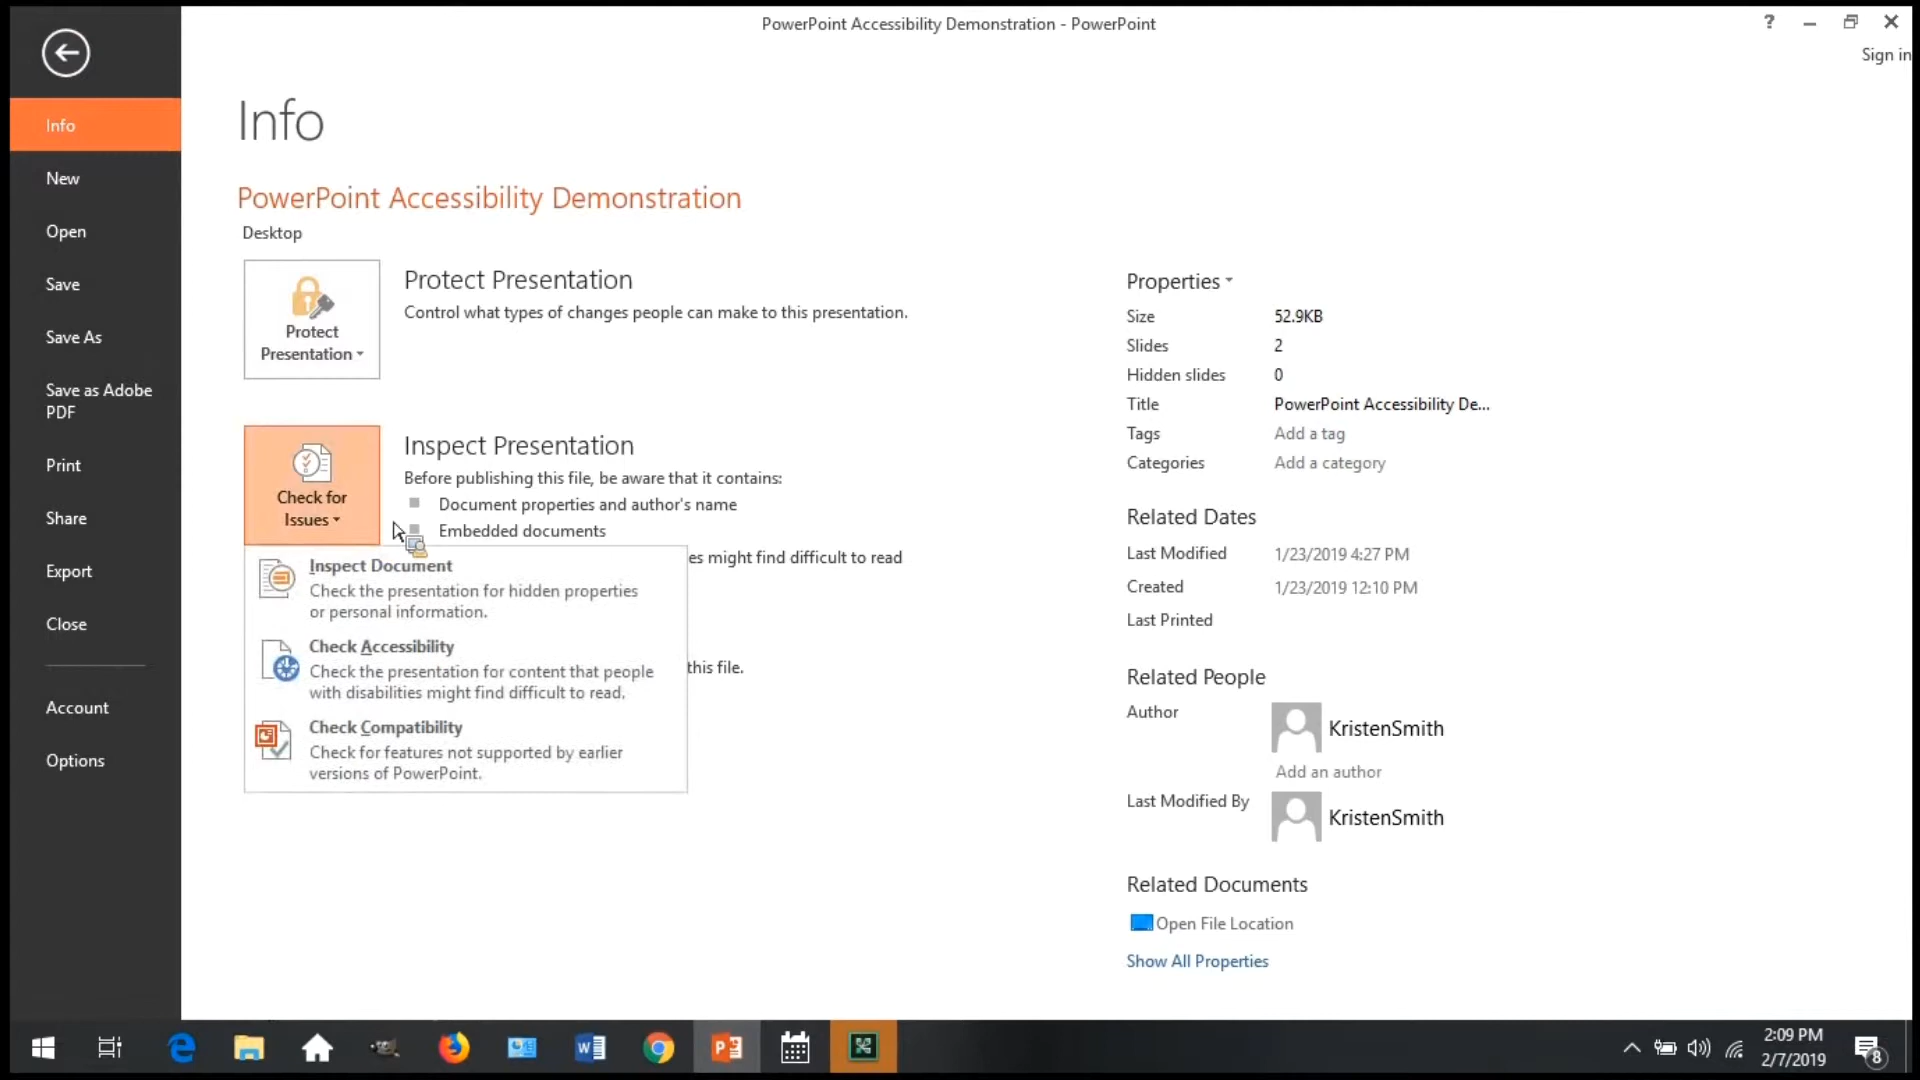 PowerPoint Accessibility Demonstration - PowerPoint
?
Sign in
Info
New
Open
Save
Save As
Save as Adobe
PDF
Print
Share
Export
Close
Account
Options
Info
PowerPoint Accessibility Demonstration
Desktop
Protect
Presentation
Protect Presentation
Control what types of changes people can make to this presentation.
Check for
Issues
Inspect Presentation
Before publishing this file, be aware that it contains:
Document properties and author's name
Embedded documents
es might find difficult to read
Inspect Document
Check the presentation for hidden properties
or personal information.
Check Accessibility
Check the presentation for content that people
with disabilities might find difficult to read.
this file.
Check Compatibility
Check for features not supported by earlier
versions of PowerPoint.
Properties
Size 52.9KB
Slides 2
Hidden slides 0
Title PowerPoint Accessibility De...
Tags Add a tag
Categories Add a category
Related Dates
Last Modified 1/23/2019 4:27 PM
Created 1/23/2019 12:10 PM
Last Printed
Related People
Author KristenSmith
Add an author
Last Modified By KristenSmith
Related Documents
Open File Location
Show All Properties
2:09 PM
2/7/2019
8